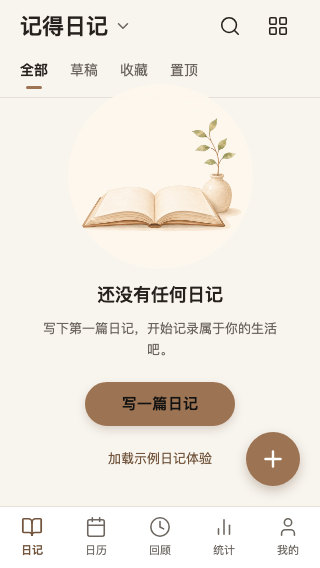 记得日记
全部 草稿 收藏 置顶
还没有任何日记
写下第一篇日记，开始记录属于你的生活
吧。
写一篇日记
加载示例日记体验
日记 日历 回顾 统计 我的